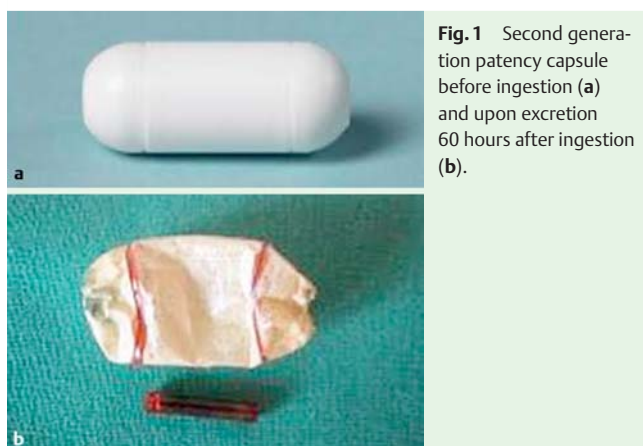 Fig. 1 Second genera-
tion patency capsule
before ingestion (a)
and upon excretion
60 hours after ingestion
(b).
a
b